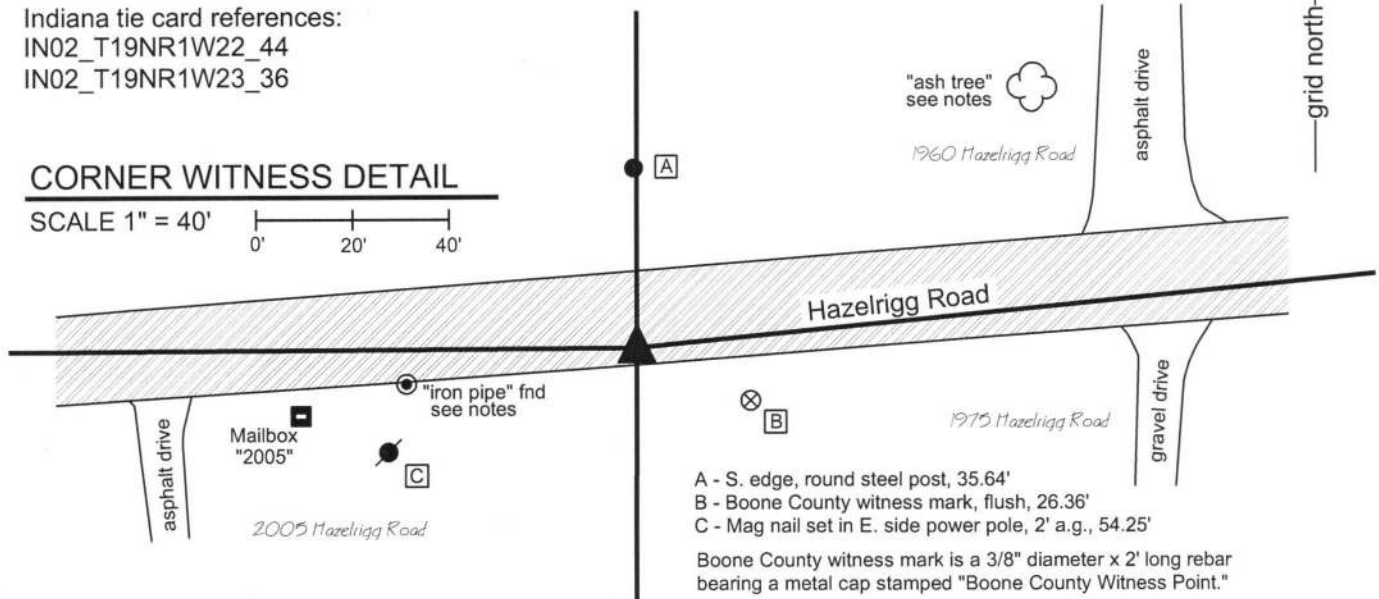 Indiana tie card references:
IN02_T19NR1W22_44
IN02_T19NR1W23_36
CORNER WITNESS DETAIL
SCALE 1" = 40'
0' 20' 40'
"ash tree"
see notes
1960 Hazelrigg Road
asphalt drive
grid north
A
Hazelrigg Road
"iron pipe" fnd
see notes
Mailbox
"2005"
C
asphalt drive
2005 Hazelrigg Road
B
1975 Hazelrigg Road
gravel drive
A - S. edge, round steel post, 35.64'
B - Boone County witness mark, flush, 26.36'
C - Mag nail set in E. side power pole, 2' a.g., 54.25'
Boone County witness mark is a 3/8" diameter x 2' long rebar
bearing a metal cap stamped "Boone County Witness Point."